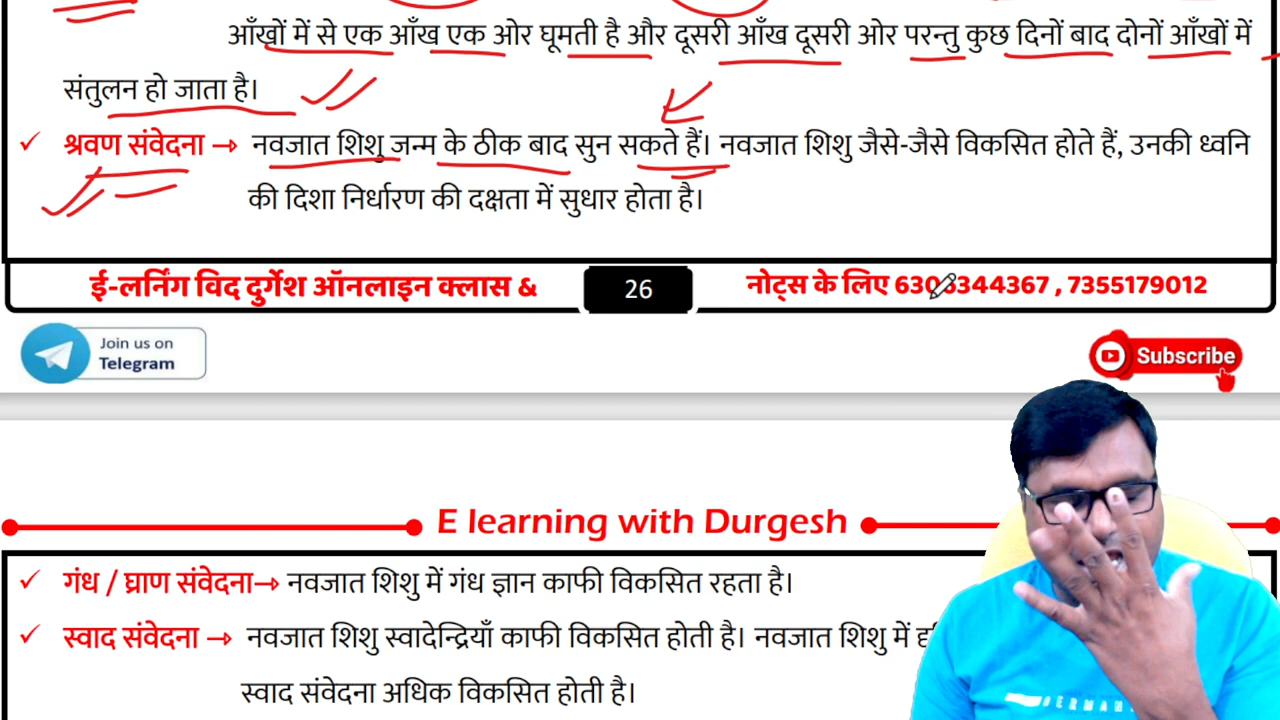 आँखों में से एक आँख एक ओर घूमती है और दूसरी आँख दूसरी ओर परन्तु कुछ दिनों बाद दोनों आँखों में
संतुलन हो जाता है।
श्रवण संवेदना → नवजात शिशु जन्म के ठीक बाद सुन सकते हैं। नवजात शिशु जैसे-जैसे विकसित होते हैं, उनकी ध्वनि
की दिशा निर्धारण की दक्षता में सुधार होता है।
ई-लर्निंग विद दुर्गेश ऑनलाइन क्लास &
26
नोट्स के लिए 630 344367 , 7355179012
Join us on
Telegram
Subscribe
E learning with Durgesh
गंध / घ्राण संवेदना→ नवजात शिशु में गंध ज्ञान काफी विकसित रहता है।
स्वाद संवेदना → नवजात शिशु स्वादेन्द्रियाँ काफी विकसित होती है। नवजात शिशु में
स्वाद संवेदना अधिक विकसित होती है।